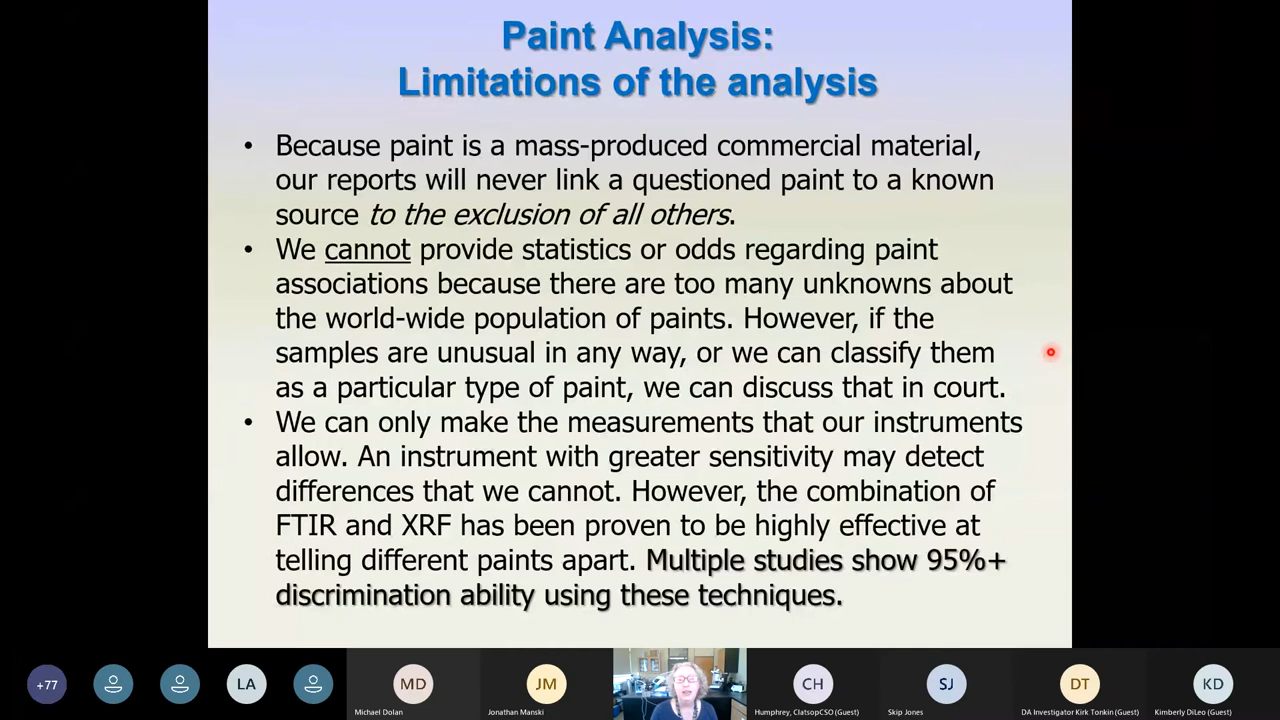 Paint Analysis:
Limitations of the analysis
• Because paint is a mass-produced commercial material,
our reports will never link a questioned paint to a known
source to the exclusion of all others.
• We cannot provide statistics or odds regarding paint
associations because there are too many unknowns about
the world-wide population of paints. However, if the
samples are unusual in any way, or we can classify them
as a particular type of paint, we can discuss that in court.
• We can only make the measurements that our instruments
allow. An instrument with greater sensitivity may detect
differences that we cannot. However, the combination of
FTIR and XRF has been proven to be highly effective at
telling different paints apart. Multiple studies show 95%+
discrimination ability using these techniques.
+77
LA
MD
JM
CH
SJ
DT
KD
Michael Dolan
Jonathan Manski
Humphrey, ClatsopCSO (Guest)
Skip Jones
DA Investigator Kirk Tonkin (Guest)
Kimberly DiLeo (Guest)